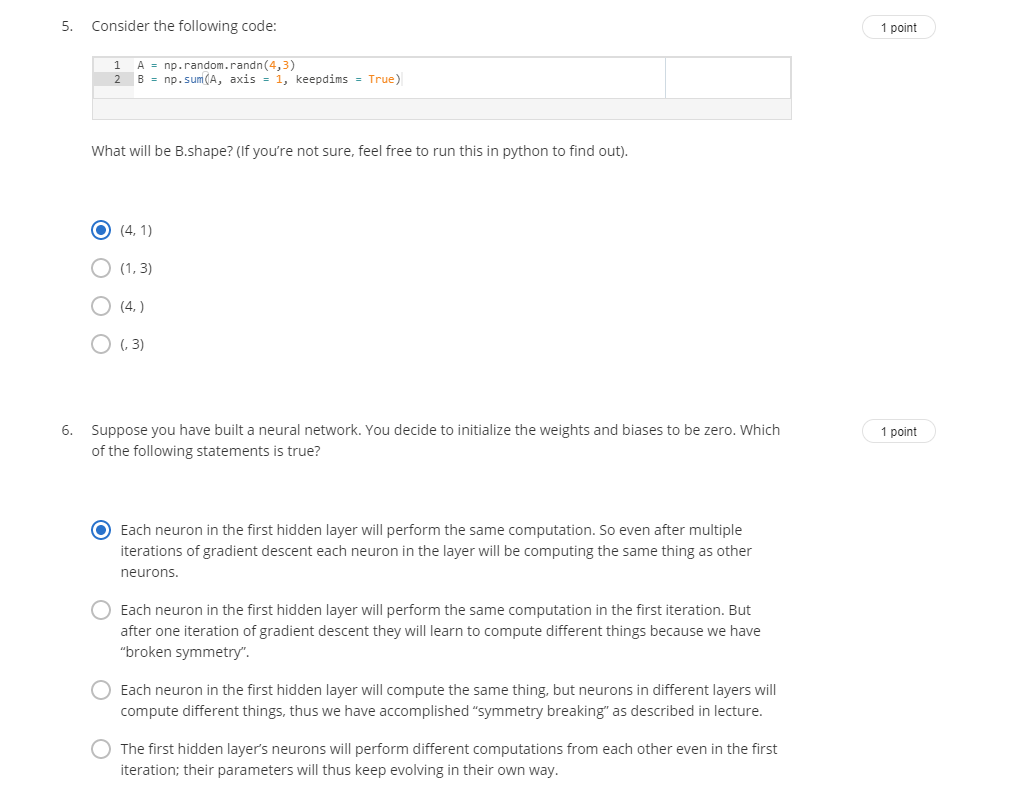 5. Consider the following code:
1 point
1 A = np.random.randn(4,3)
2 B = np.sum(A, axis = 1, keepdims = True)
What will be B.shape? (If you’re not sure, feel free to run this in python to find out).
(4, 1)
(1, 3)
(4, )
(, 3)
6. Suppose you have built a neural network. You decide to initialize the weights and biases to be zero. Which
of the following statements is true?
1 point
Each neuron in the first hidden layer will perform the same computation. So even after multiple
iterations of gradient descent each neuron in the layer will be computing the same thing as other
neurons.
Each neuron in the first hidden layer will perform the same computation in the first iteration. But
after one iteration of gradient descent they will learn to compute different things because we have
“broken symmetry”.
Each neuron in the first hidden layer will compute the same thing, but neurons in different layers will
compute different things, thus we have accomplished “symmetry breaking” as described in lecture.
The first hidden layer’s neurons will perform different computations from each other even in the first
iteration; their parameters will thus keep evolving in their own way.